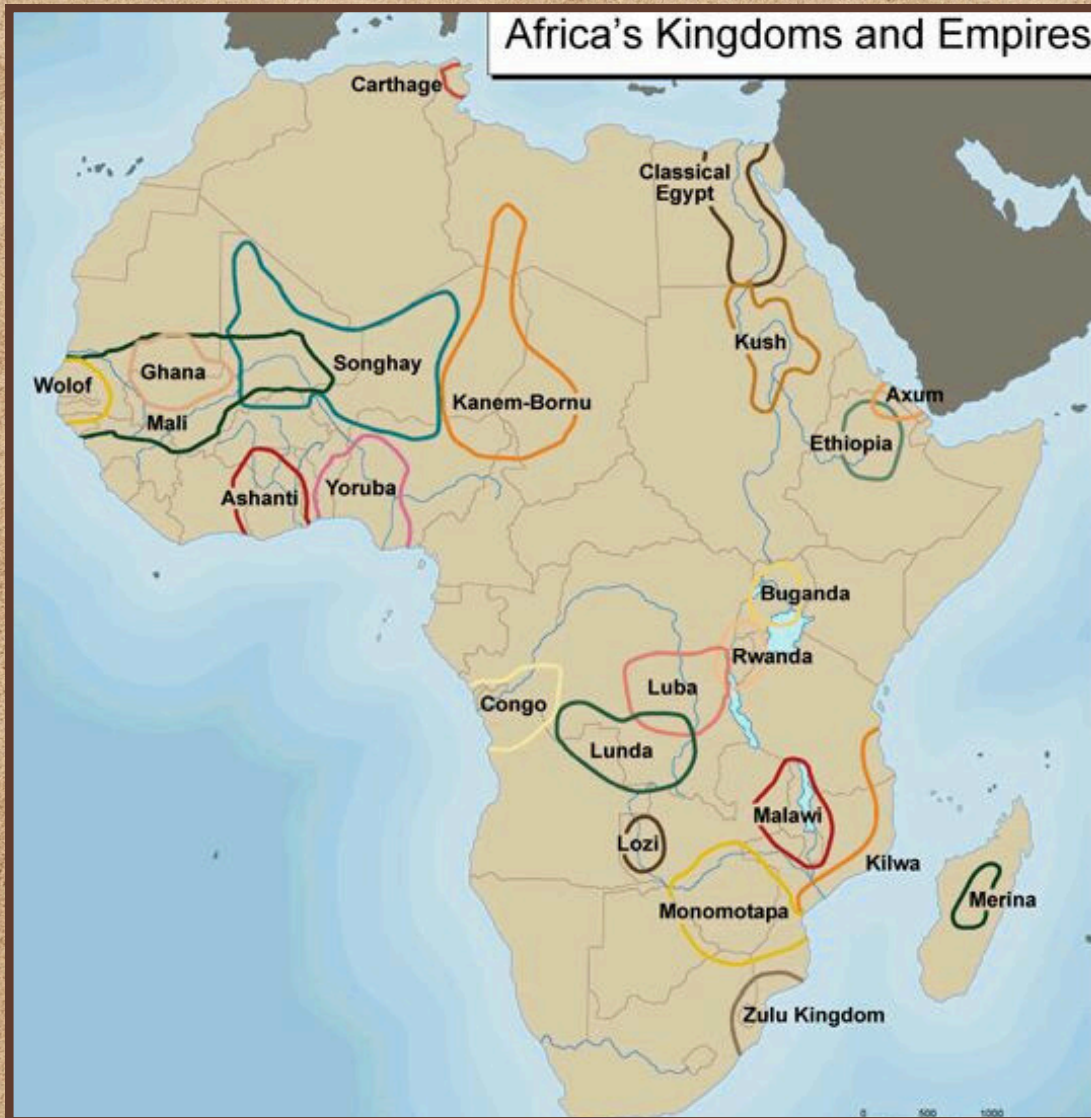 Africa's Kingdoms and Empires
Carthage
Classical
Egypt
Kush
Songhay
Ghana
Wolof
Mali
Kanem-Bornu
Axum
Ethiopia
Ashanti
Yoruba
Buganda
Rwanda
Luba
Congo
Lunda
Malawi
Lozi
Kilwa
Monomotapa
Merina
Zulu Kingdom
0 500 1000